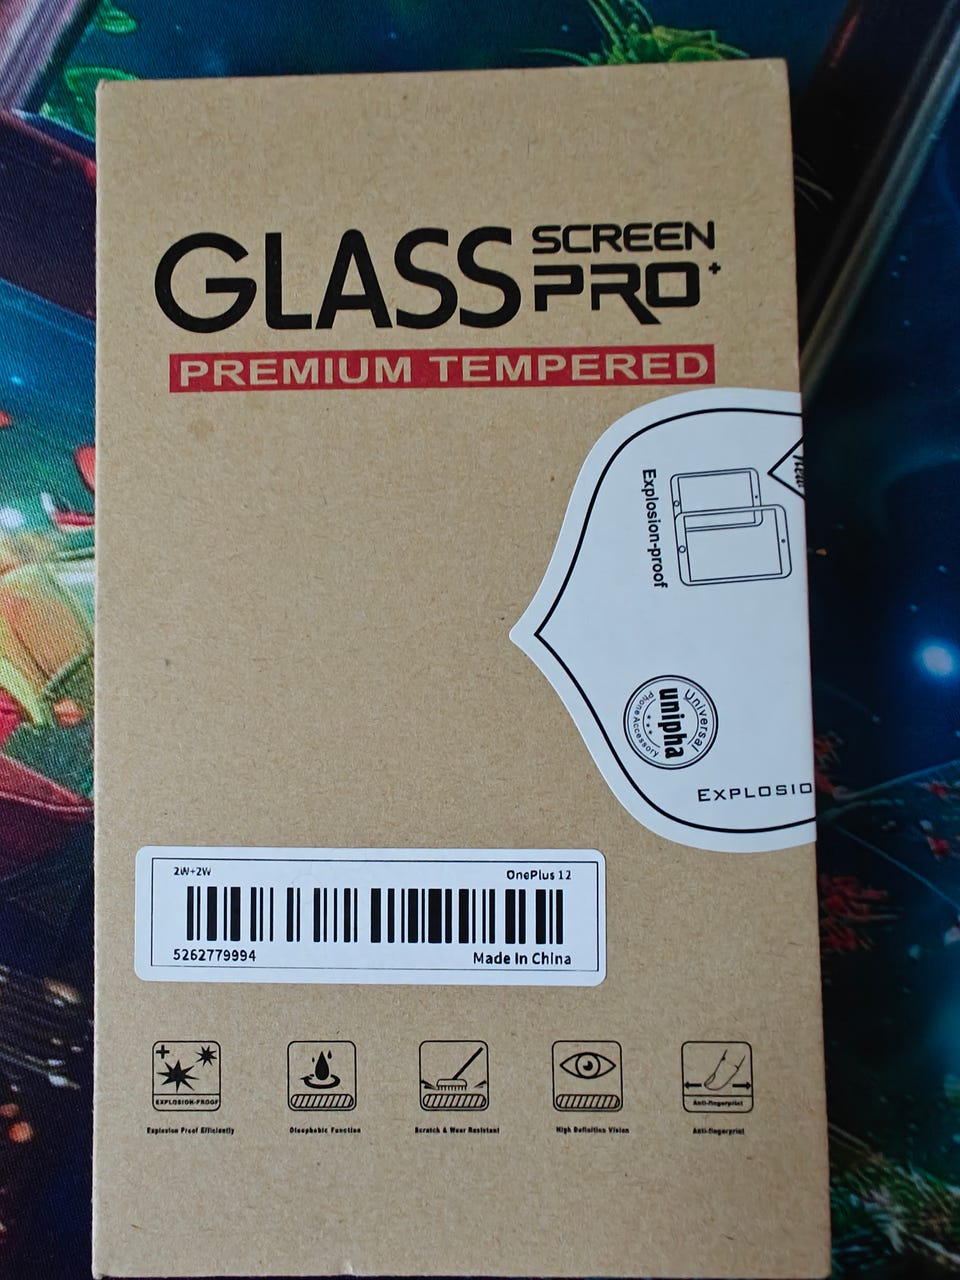 GLASS SCREEN
PRO+
PREMIUM TEMPERED
New
Explosion-proof
Universal
unipha
Phone Accessory
EXPLOSIO
2W+2W
OnePlus 12
5262779994
Made In China
EXPLOSION-PROOF
Anti-fingerprint
Explosion Proof Efficiently
Oleophobic Function
Scratch & Wear Resistant
High Definition Vision
Anti-fingerprint